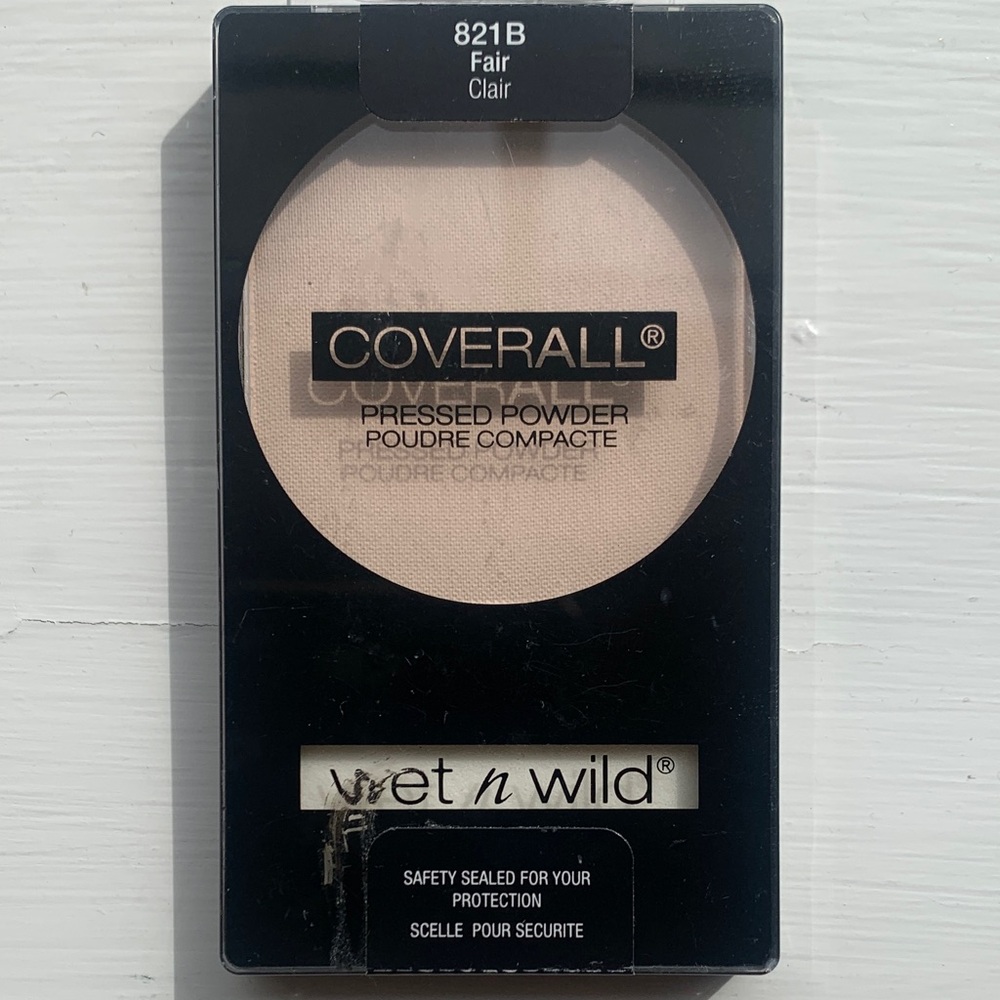 821B
Fair
Clair
COVERALL®
PRESSED POWDER
POUDRE COMPACTE
wet n wild®
SAFETY SEALED FOR YOUR
PROTECTION
SCELLE POUR SECURITE